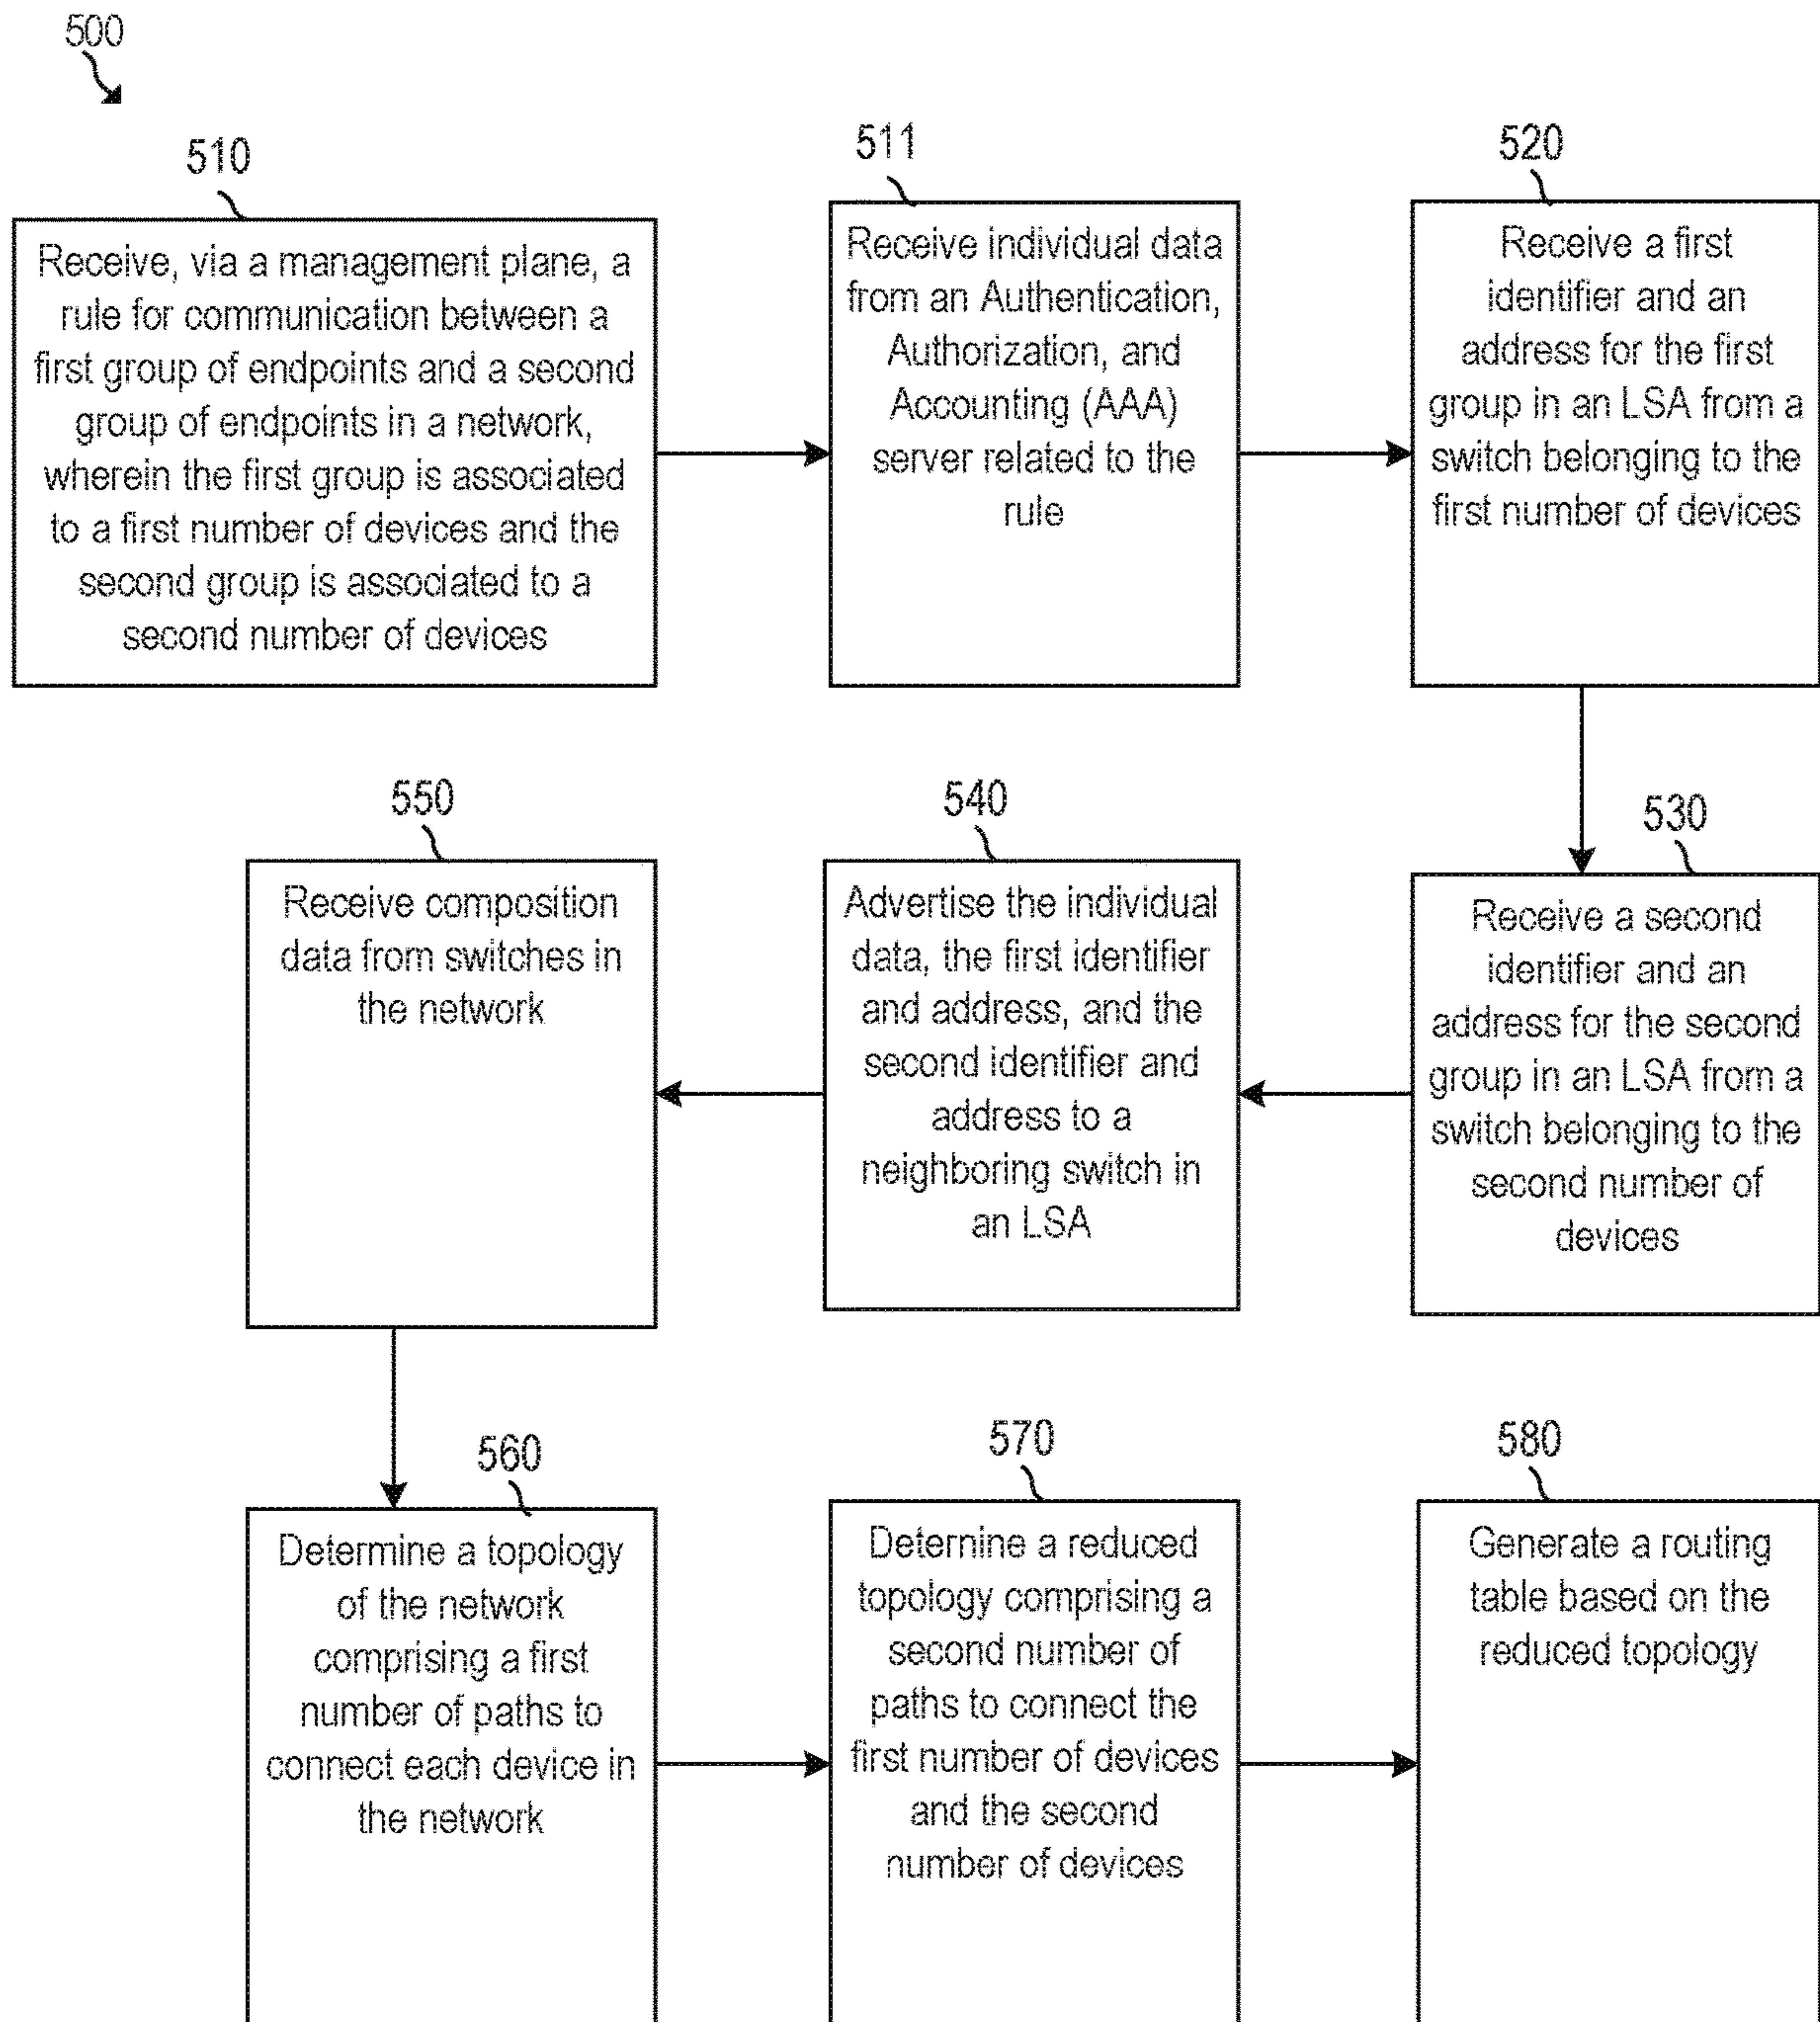 500
510
Receive, via a management plane, a
rule for communication between a
first group of endpoints and a second
group of endpoints in a network,
wherein the first group is associated
to a first number of devices and the
second group is associated to a
second number of devices
511
Receive individual data
from an Authentication,
Authorization, and
Accounting (AAA)
server related to the
rule
520
Receive a first
identifier and an
address for the first
group in an LSA from a
switch belonging to the
first number of devices
530
Receive a second
identifier and an
address for the second
group in an LSA from a
switch belonging to the
second number of
devices
540
Advertise the individual
data, the first identifier
and address, and the
second identifier and
address to a
neighboring switch in
an LSA
550
Receive composition
data from switches in
the network
560
Determine a topology
of the network
comprising a first
number of paths to
connect each device in
the network
570
Deternine a reduced
topology comprising a
second number of
paths to connect the
first number of devices
and the second
number of devices
580
Generate a routing
table based on the
reduced topology